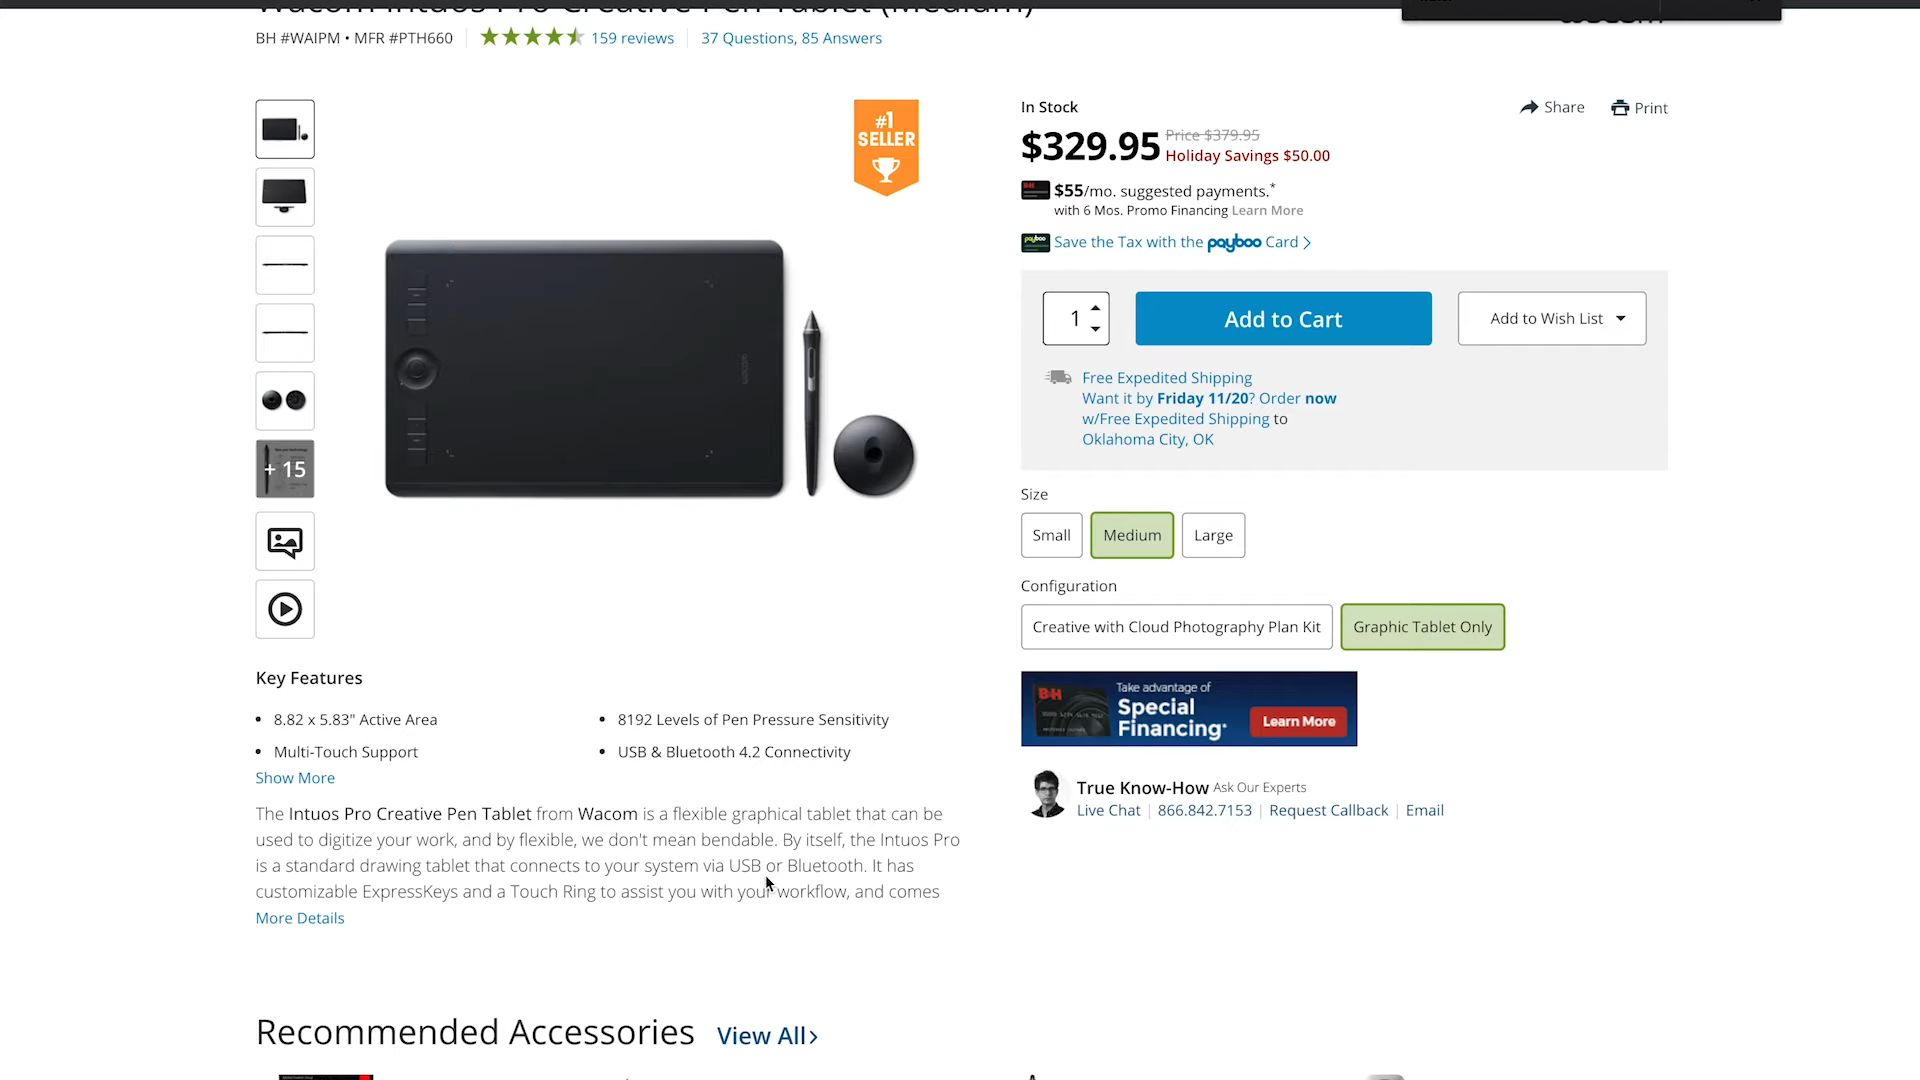 Wacom Intuos Pro Creative Pen Tablet (Medium)
BH #WAIPM • MFR #PTH660
159 reviews
37 Questions, 85 Answers
#1
SELLER
+ 15
In Stock
Share
Print
$329.95
Price $379.95
Holiday Savings $50.00
$55/mo. suggested payments.*
with 6 Mos. Promo Financing Learn More
payboo
Save the Tax with the payboo Card
1
Add to Cart
Add to Wish List
Free Expedited Shipping
Want it by Friday 11/20? Order now
w/Free Expedited Shipping to
Oklahoma City, OK
Size
Small
Medium
Large
Configuration
Creative with Cloud Photography Plan Kit
Graphic Tablet Only
B&H
Take advantage of
Special
Financing*
Learn More
True Know-How Ask Our Experts
Live Chat | 866.842.7153 | Request Callback | Email
Key Features
• 8.82 x 5.83" Active Area
• 8192 Levels of Pen Pressure Sensitivity
• Multi-Touch Support
• USB & Bluetooth 4.2 Connectivity
Show More
The Intuos Pro Creative Pen Tablet from Wacom is a flexible graphical tablet that can be
used to digitize your work, and by flexible, we don't mean bendable. By itself, the Intuos Pro
is a standard drawing tablet that connects to your system via USB or Bluetooth. It has
customizable ExpressKeys and a Touch Ring to assist you with your workflow, and comes
More Details
Recommended Accessories
View All